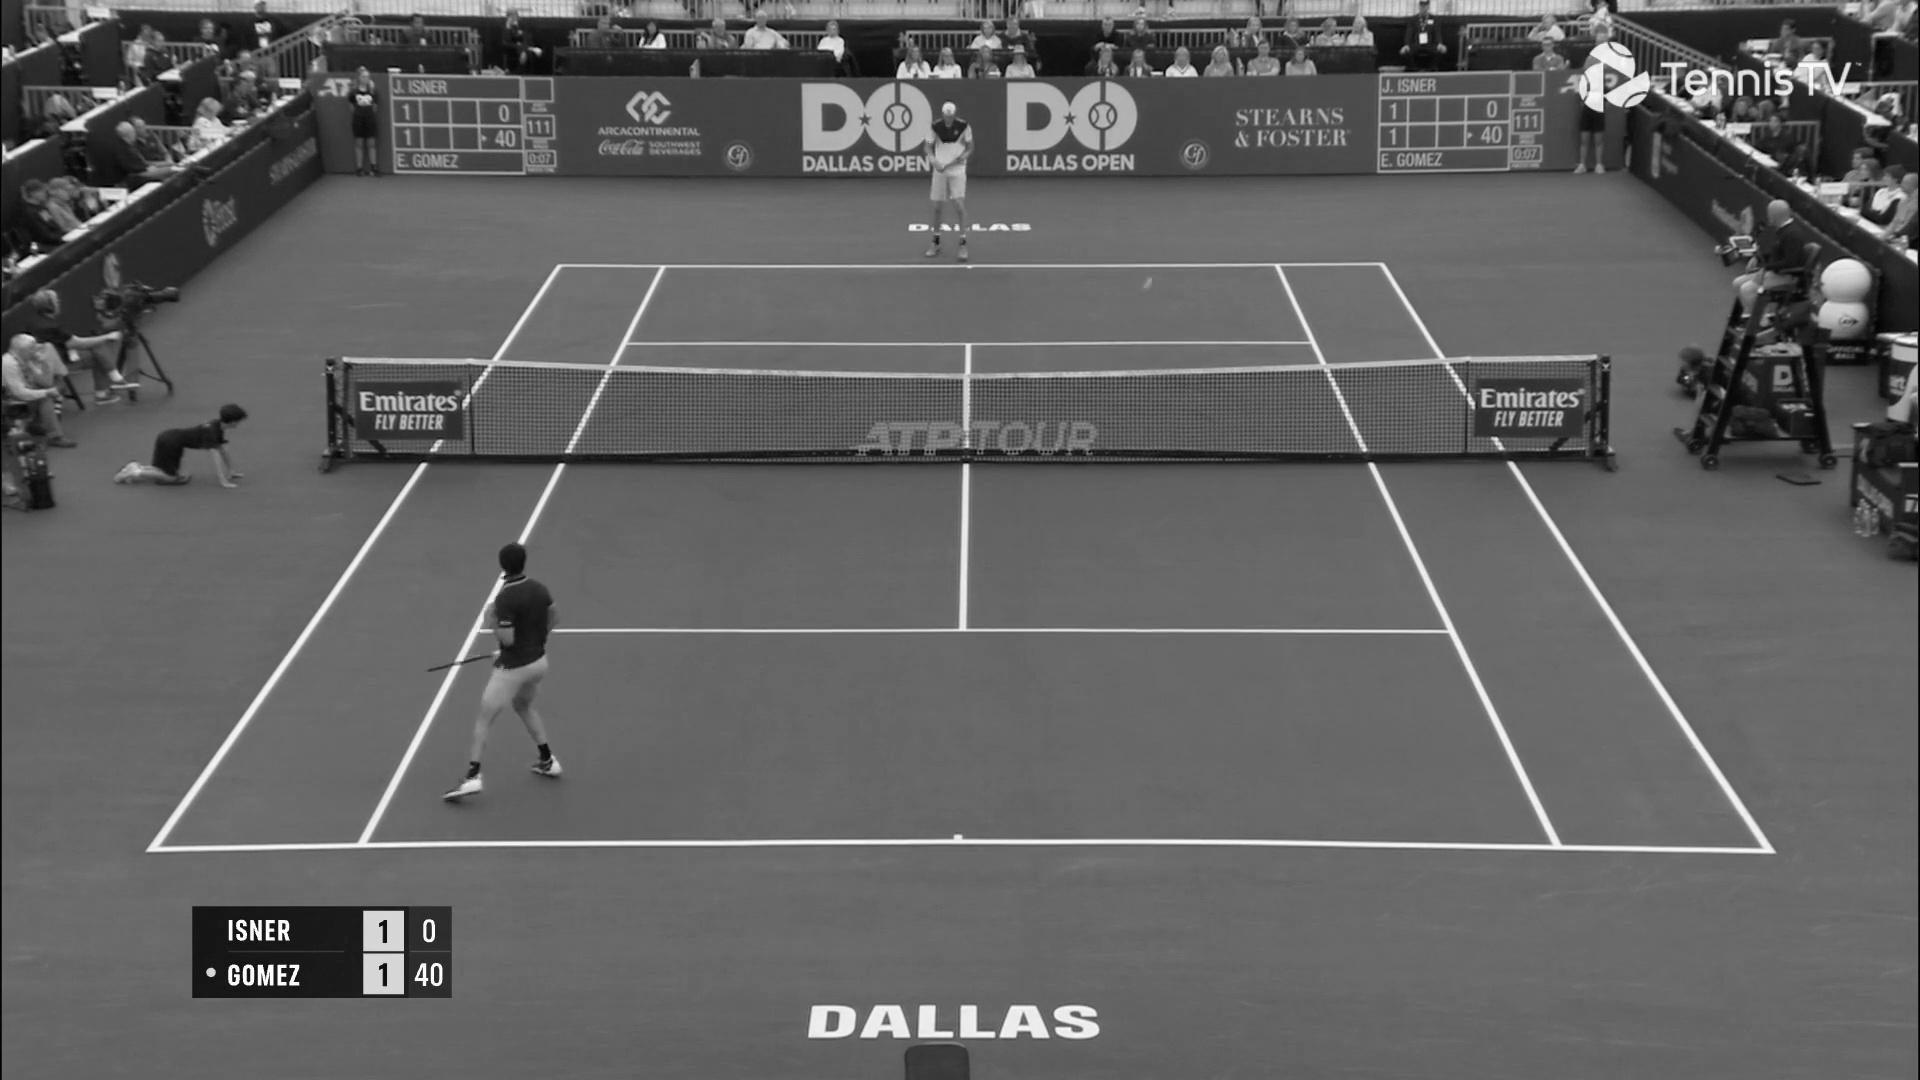 TennisTV
J. ISNER
1 0
1 40
E. GOMEZ
111
0:07
ARCACONTINENTAL
Coca-Cola SOUTHWEST
BEVERAGES
DO
DALLAS OPEN
DO
DALLAS OPEN
STEARNS
& FOSTER
J. ISNER
1 0
1 40
E. GOMEZ
111
0:07
DALLAS
Emirates
FLY BETTER
ATP TOUR
Emirates
FLY BETTER
ISNER 1 0
GOMEZ 1 40
DALLAS